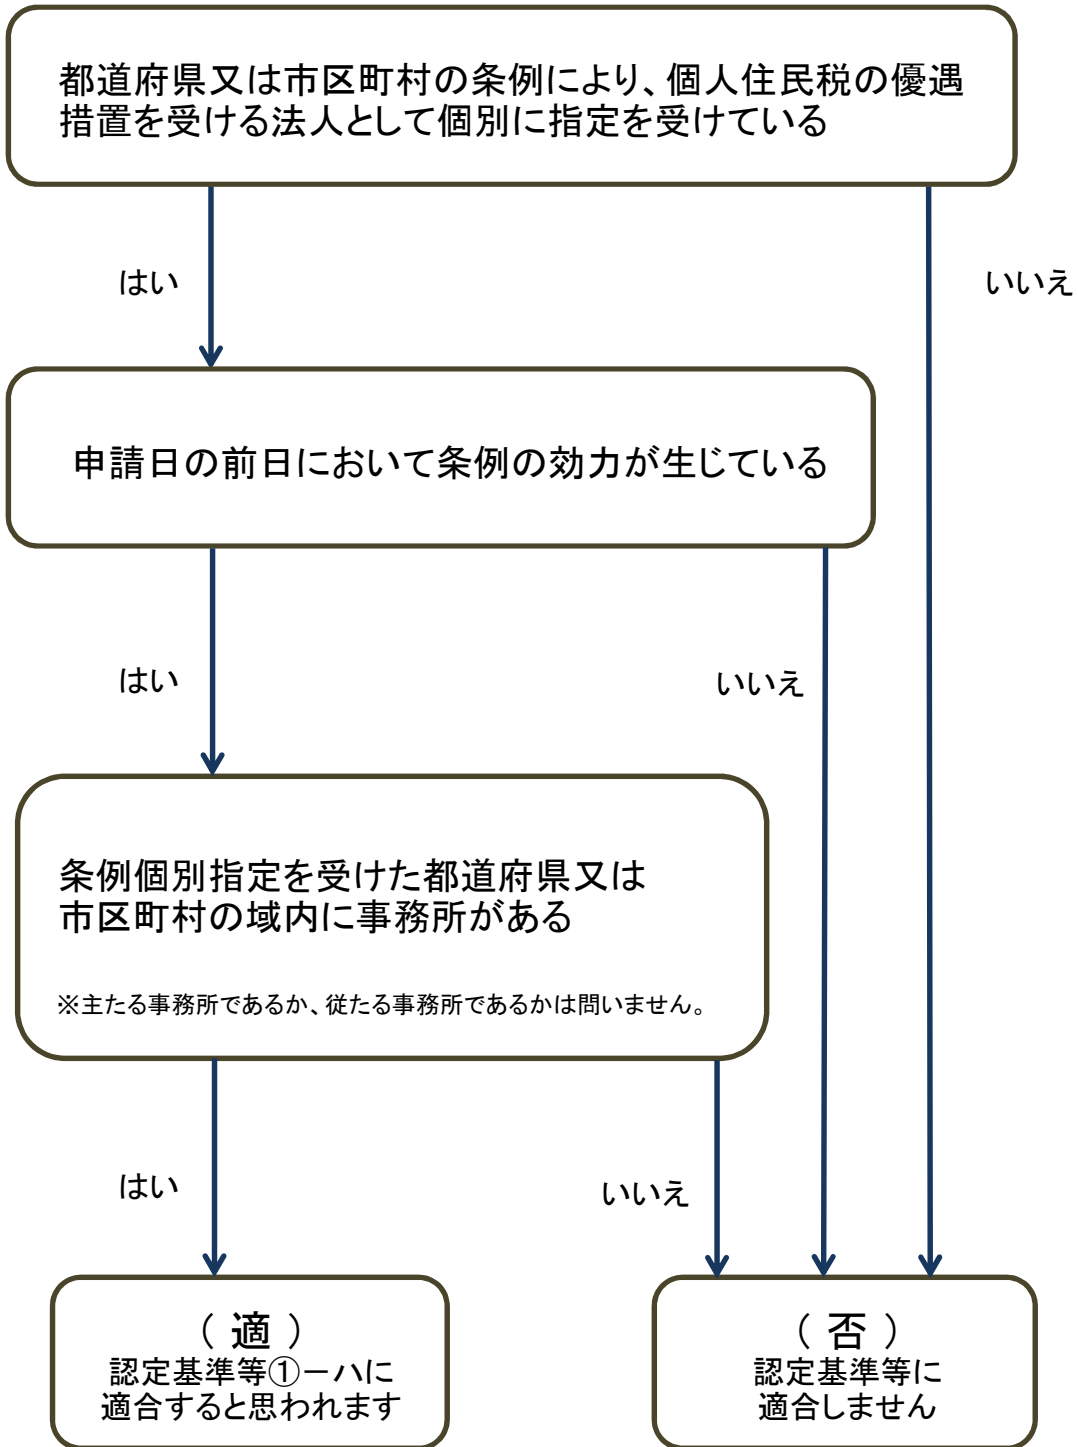 都道府県又は市区町村の条例により、個人住民税の優遇
措置を受ける法人として個別に指定を受けている
はい
いいえ
申請日の前日において条例の効力が生じている
はい
いいえ
条例個別指定を受けた都道府県又は
市区町村の域内に事務所がある
※主たる事務所であるか、従たる事務所であるかは問いません。
はい
いいえ
（ 適 ）
認定基準等①－ハに
適合すると思われます
（ 否 ）
認定基準等に
適合しません